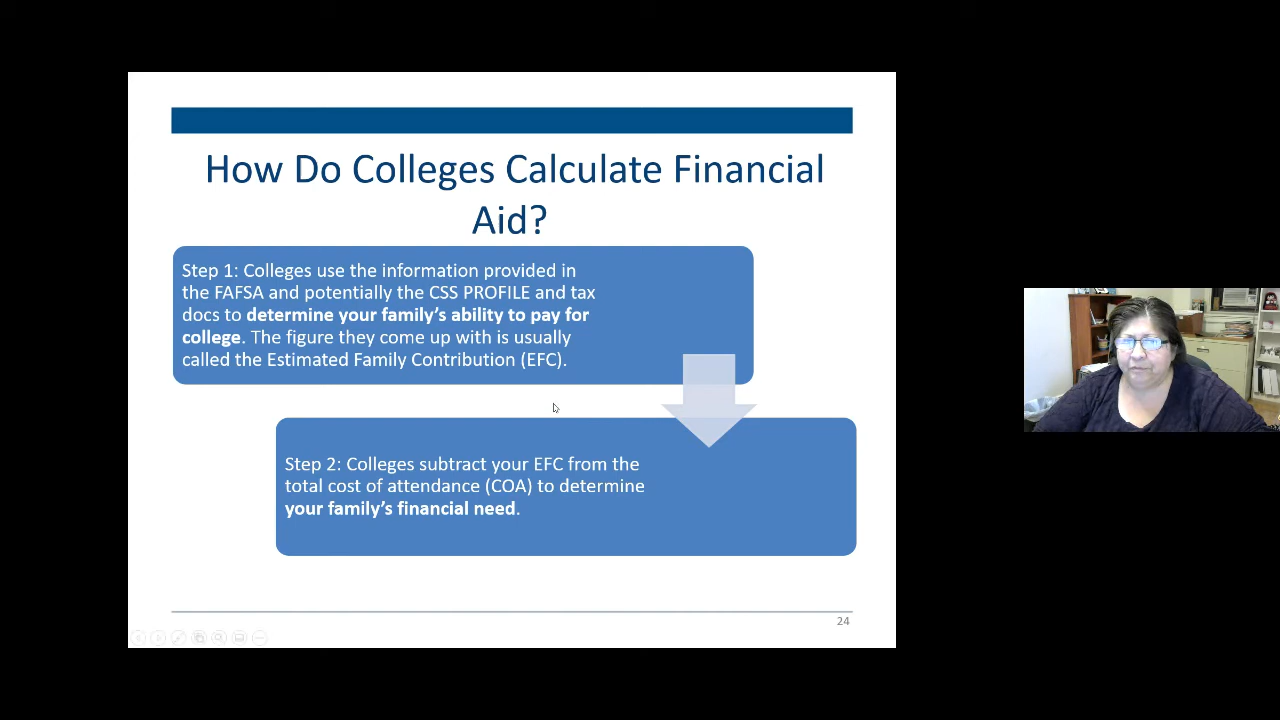 How Do Colleges Calculate Financial
Aid?
Step 1: Colleges use the information provided in
the FAFSA and potentially the CSS PROFILE and tax
docs to determine your family’s ability to pay for
college. The figure they come up with is usually
called the Estimated Family Contribution (EFC).
Step 2: Colleges subtract your EFC from the
total cost of attendance (COA) to determine
your family’s financial need.
24